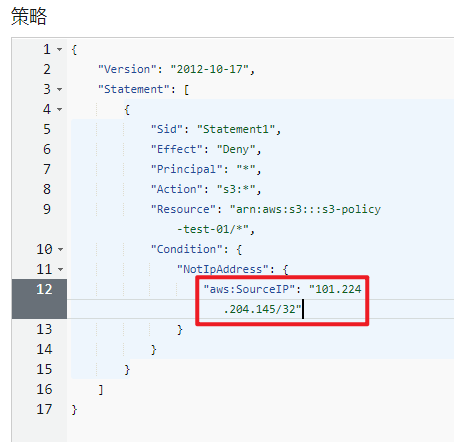 策略
1 {
2 "Version": "2012-10-17",
3 "Statement": [
4 {
5 "Sid": "Statement1",
6 "Effect": "Deny",
7 "Principal": "*",
8 "Action": "s3:*",
9 "Resource": "arn:aws:s3:::s3-policy
-test-01/*",
10 "Condition": {
11 "NotIpAddress": {
12 "aws:SourceIP": "101.224
.204.145/32"
13 }
14 }
15 }
16 ]
17 }